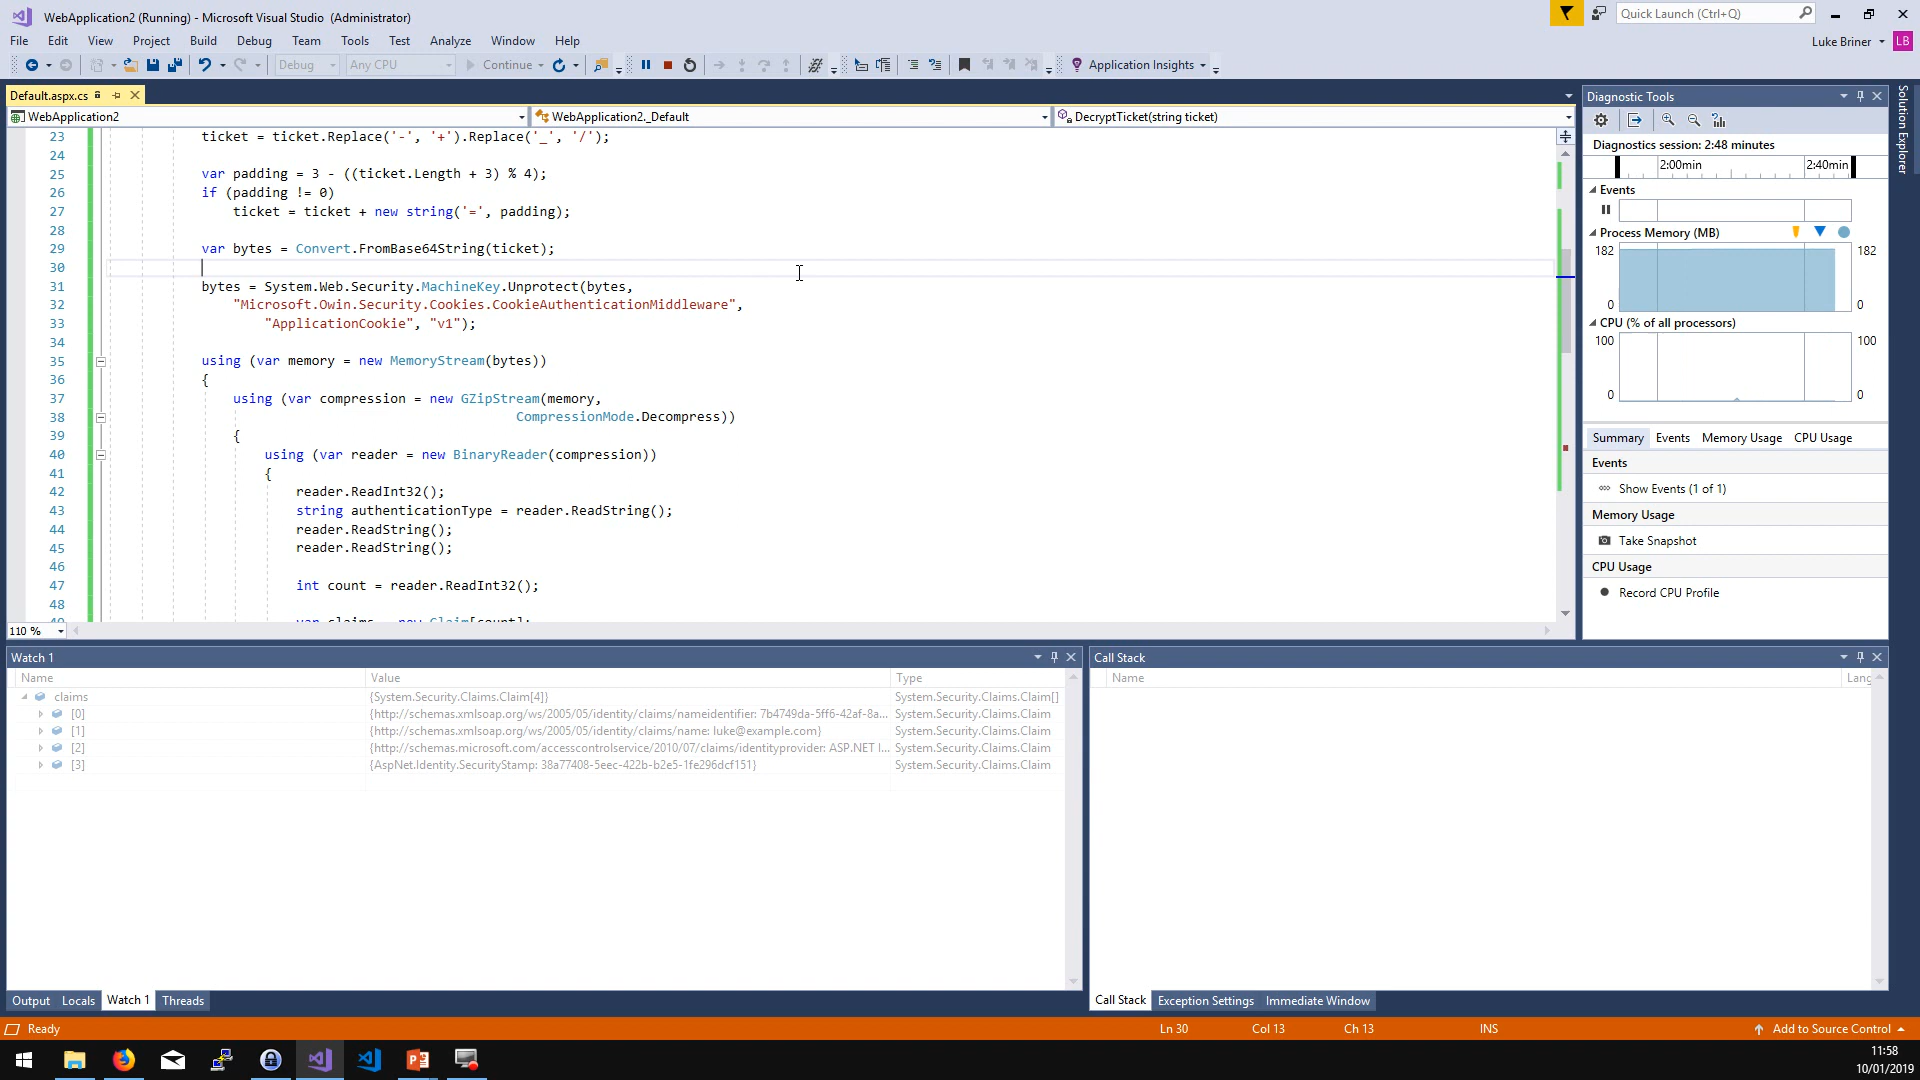 WebApplication2 (Running) - Microsoft Visual Studio (Administrator)
Quick Launch (Ctrl+Q)
File Edit View Project Build Debug Team Tools Test Analyze Window Help
Luke Briner LB
Debug Any CPU Continue Application Insights
Default.aspx.cs
WebApplication2 WebApplication2._Default DecryptTicket(string ticket)
23 ticket = ticket.Replace('-', '+').Replace('_', '/');
24
25 var padding = 3 - ((ticket.Length + 3) % 4);
26 if (padding != 0)
27 ticket = ticket + new string('=', padding);
28
29 var bytes = Convert.FromBase64String(ticket);
30
31 bytes = System.Web.Security.MachineKey.Unprotect(bytes,
32 "Microsoft.Owin.Security.Cookies.CookieAuthenticationMiddleware",
33 "ApplicationCookie", "v1");
34
35 using (var memory = new MemoryStream(bytes))
36 {
37 using (var compression = new GZipStream(memory,
38 CompressionMode.Decompress))
39 {
40 using (var reader = new BinaryReader(compression))
41 {
42 reader.ReadInt32();
43 string authenticationType = reader.ReadString();
44 reader.ReadString();
45 reader.ReadString();
46
47 int count = reader.ReadInt32();
48
49 var claims = new Claim[count];
110 %
Diagnostic Tools
Diagnostics session: 2:48 minutes
2:00min 2:40min
Events
Process Memory (MB)
182 182
0 0
CPU (% of all processors)
100 100
0 0
Summary Events Memory Usage CPU Usage
Events
Show Events (1 of 1)
Memory Usage
Take Snapshot
CPU Usage
Record CPU Profile
Solution Explorer
Watch 1
Name Value Type
claims {System.Security.Claims.Claim[4]} System.Security.Claims.Claim[]
[0] {http://schemas.xmlsoap.org/ws/2005/05/identity/claims/nameidentifier: 7b4749da-5ff6-42af-8a... System.Security.Claims.Claim
[1] {http://schemas.xmlsoap.org/ws/2005/05/identity/claims/name: luke@example.com} System.Security.Claims.Claim
[2] {http://schemas.microsoft.com/accesscontrolservice/2010/07/claims/identityprovider: ASP.NET I... System.Security.Claims.Claim
[3] {AspNet.Identity.SecurityStamp: 38a77408-5eec-422b-b2e5-1fe296dcf151} System.Security.Claims.Claim
Output Locals Watch 1 Threads
Call Stack
Name Lang
Call Stack Exception Settings Immediate Window
Ready Ln 30 Col 13 Ch 13 INS Add to Source Control
11:58
10/01/2019